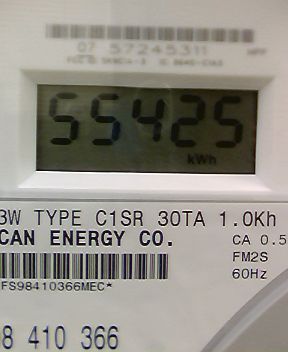 07 57245311
55425
kWh
3W TYPE C1SR 30TA 1.0Kh
CAN ENERGY CO.
CA 0.5
FM2S
60Hz
FS98410366MEC*
8 410 366